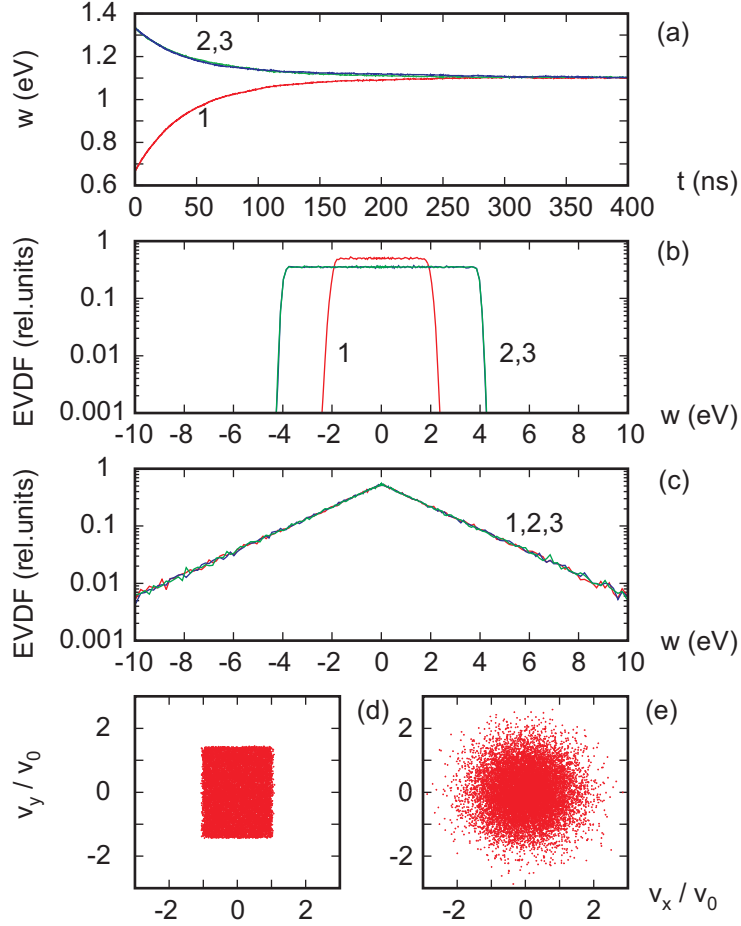 1.4
1.2
1
0.8
0.6
w (eV)
2,3
1
(a)
0 50 100 150 200 250 300 350 400
t (ns)
1
0.1
0.01
0.001
EVDF (rel.units)
1
2,3
(b)
-10 -8 -6 -4 -2 0 2 4 6 8 10
w (eV)
1
0.1
0.01
0.001
EVDF (rel.units)
1,2,3
(c)
-10 -8 -6 -4 -2 0 2 4 6 8 10
w (eV)
2
0
-2
v_y / v_0
(d)
-2 0 2
2
0
-2
(e)
-2 0 2
v_x / v_0